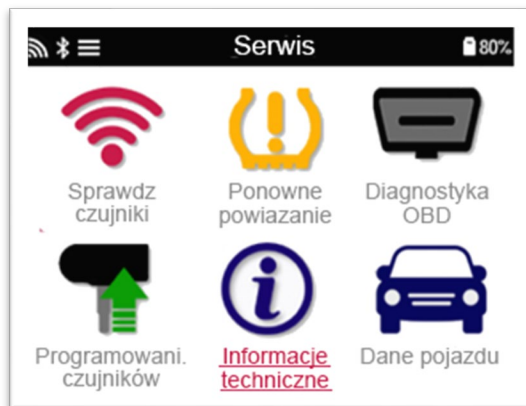 Serwis
80%
Sprawdz
czujniki
Ponowne
powiazanie
Diagnostyka
OBD
Programowani.
czujników
Informacje
techniczne
Dane pojazdu